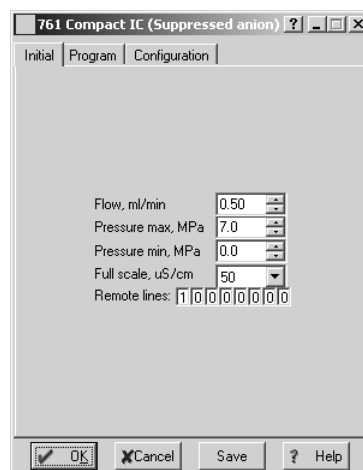 761 Compact IC (Suppressed anion) ?
Initial Program Configuration
Flow, ml/min 0.50
Pressure max, MPa 7.0
Pressure min, MPa 0.0
Full scale, uS/cm 50
Remote lines: 1 0 0 0 0 0 0 0
OK Cancel Save ? Help